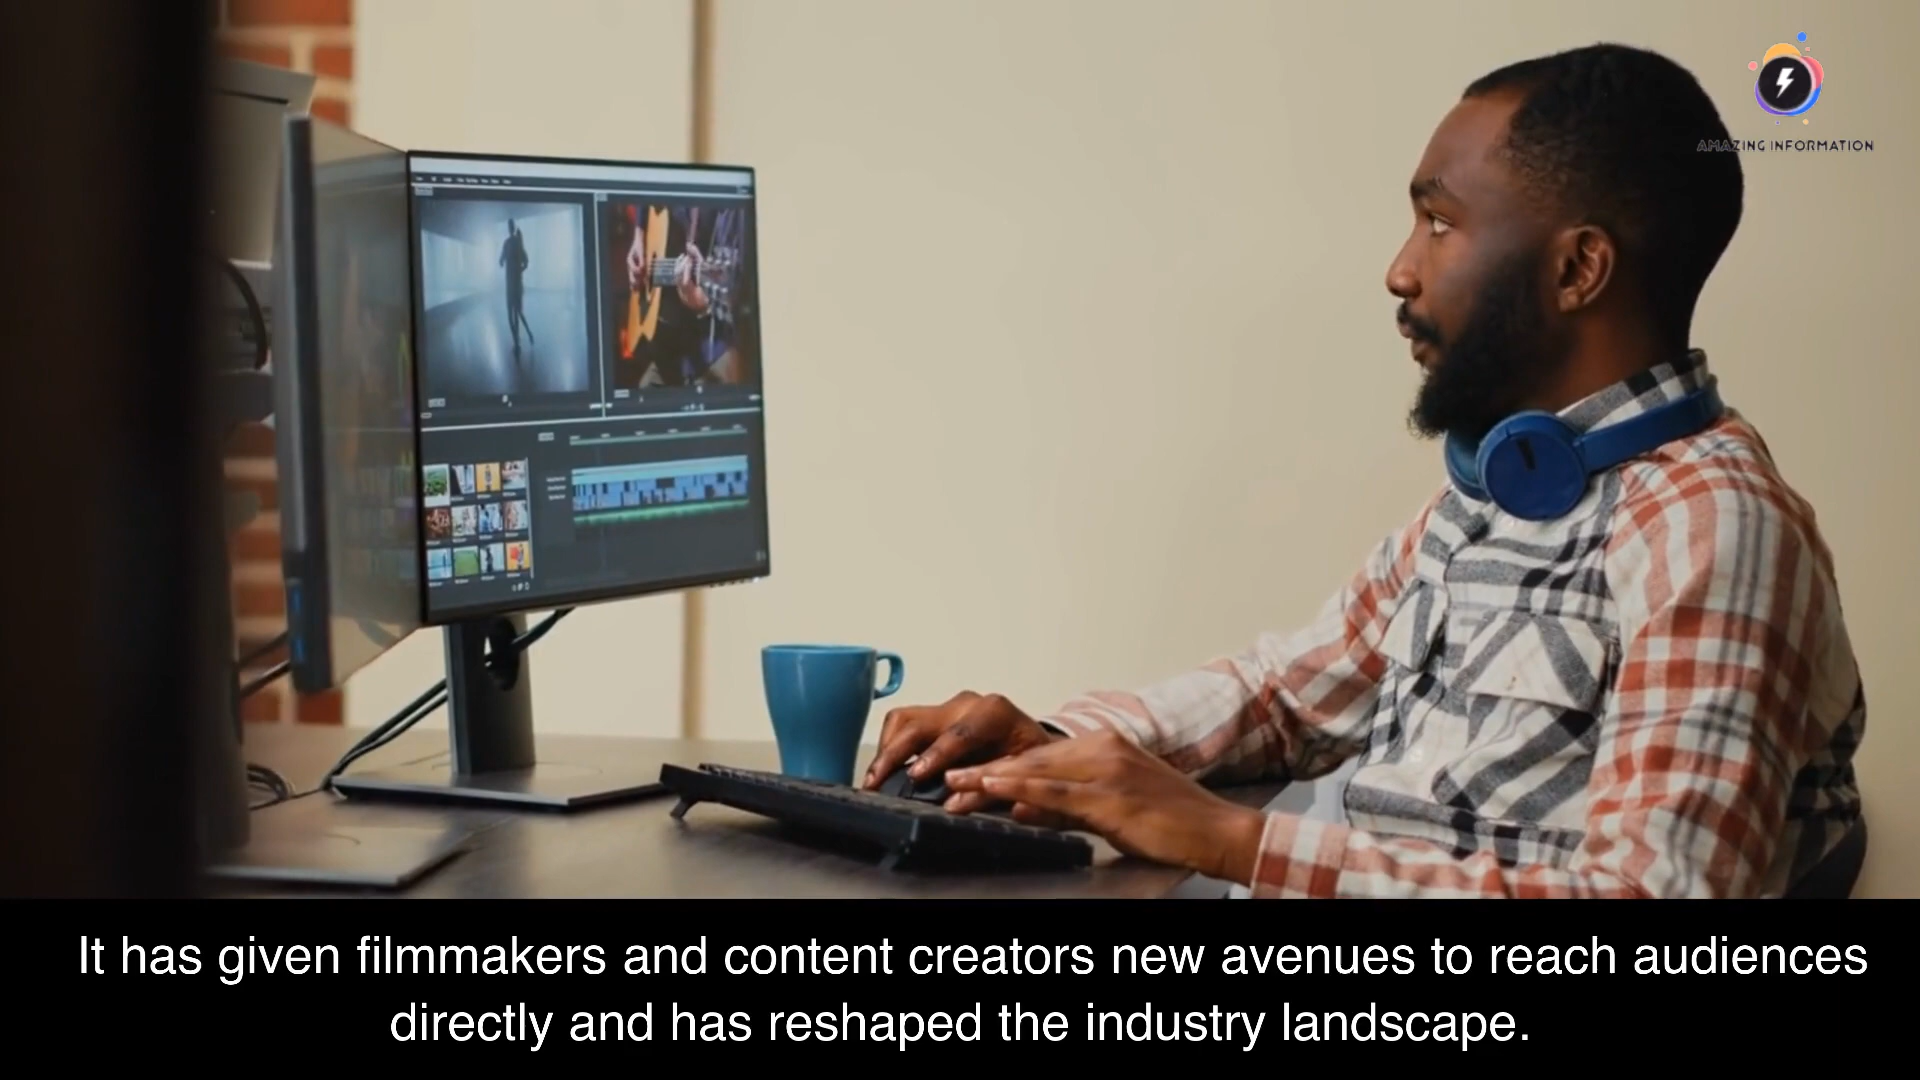 AMAZING INFORMATION
It has given filmmakers and content creators new avenues to reach audiences
directly and has reshaped the industry landscape.